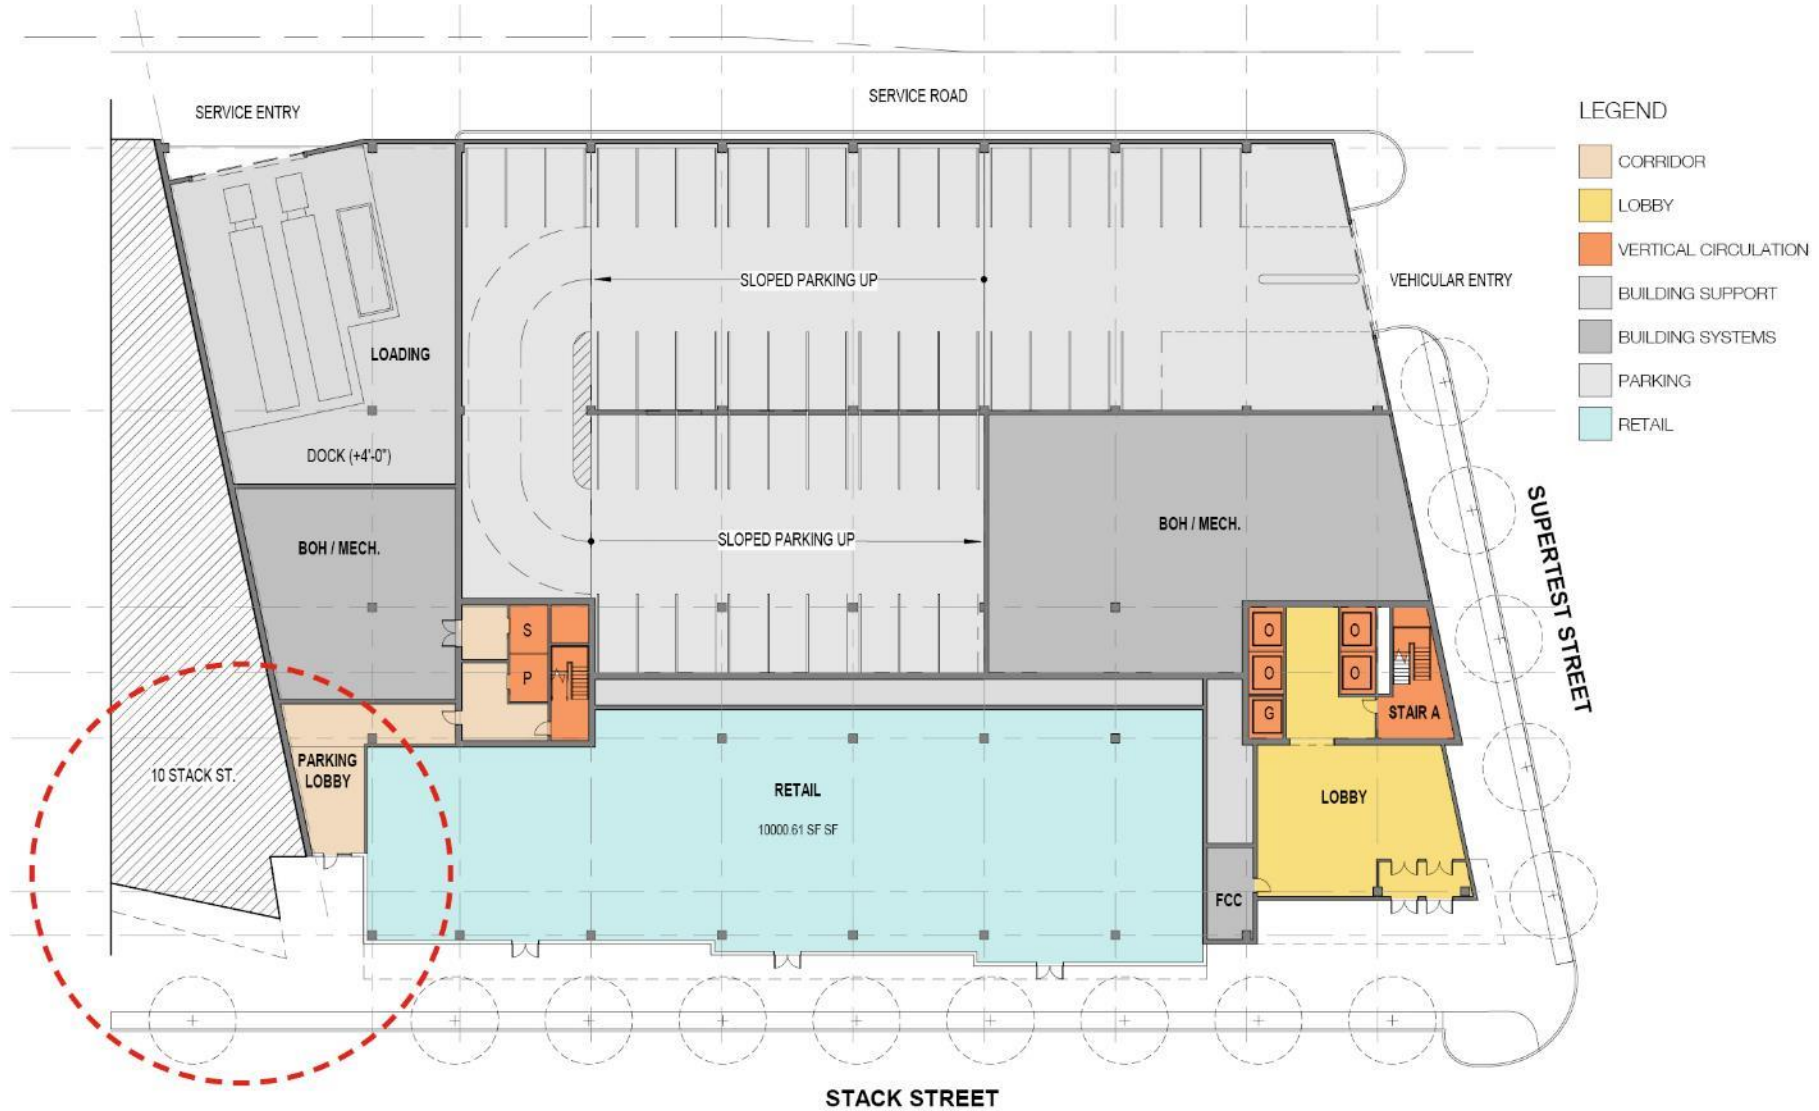 SERVICE ENTRY
SERVICE ROAD
LEGEND
CORRIDOR
LOBBY
VERTICAL CIRCULATION
BUILDING SUPPORT
BUILDING SYSTEMS
PARKING
RETAIL
SLOPED PARKING UP
VEHICULAR ENTRY
LOADING
DOCK (+4'-0")
BOH / MECH.
SLOPED PARKING UP
BOH / MECH.
SUPERTEST STREET
S
P
O
O
O
O
G
STAIR A
10 STACK ST.
PARKING
LOBBY
RETAIL
10000.61 SF SF
LOBBY
FCC
STACK STREET